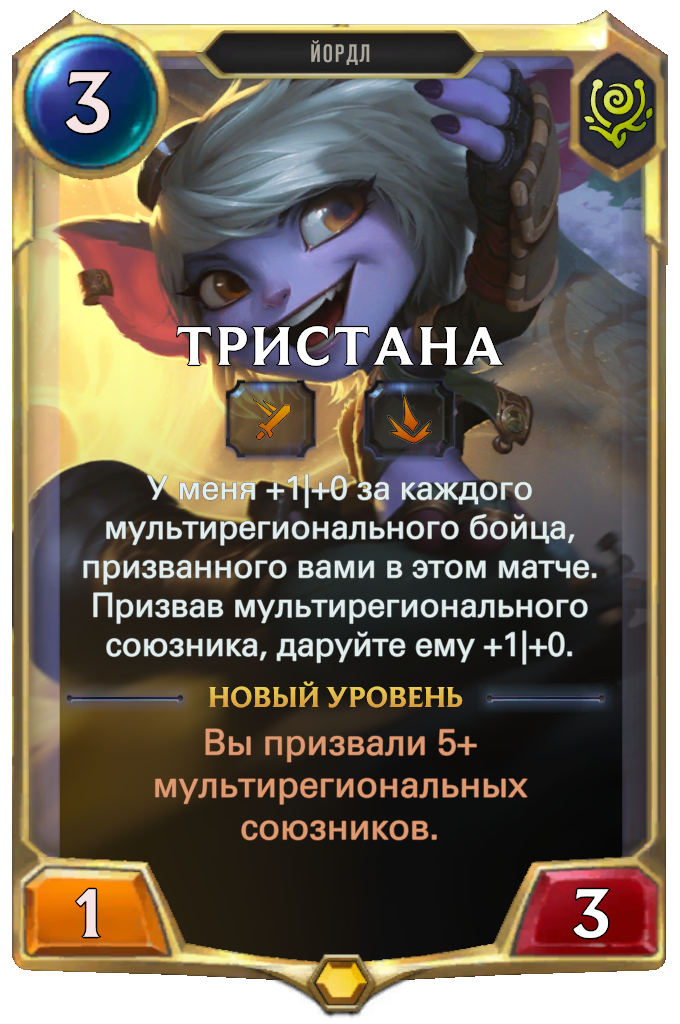 ЙОРДЛ
3
ТРИСТАНА
У меня +1|+0 за каждого
мультирегионального бойца,
призванного вами в этом матче.
Призвав мультирегионального
союзника, даруйте ему +1|+0.
НОВЫЙ УРОВЕНЬ
Вы призвали 5+
мультирегиональных
союзников.
1
3